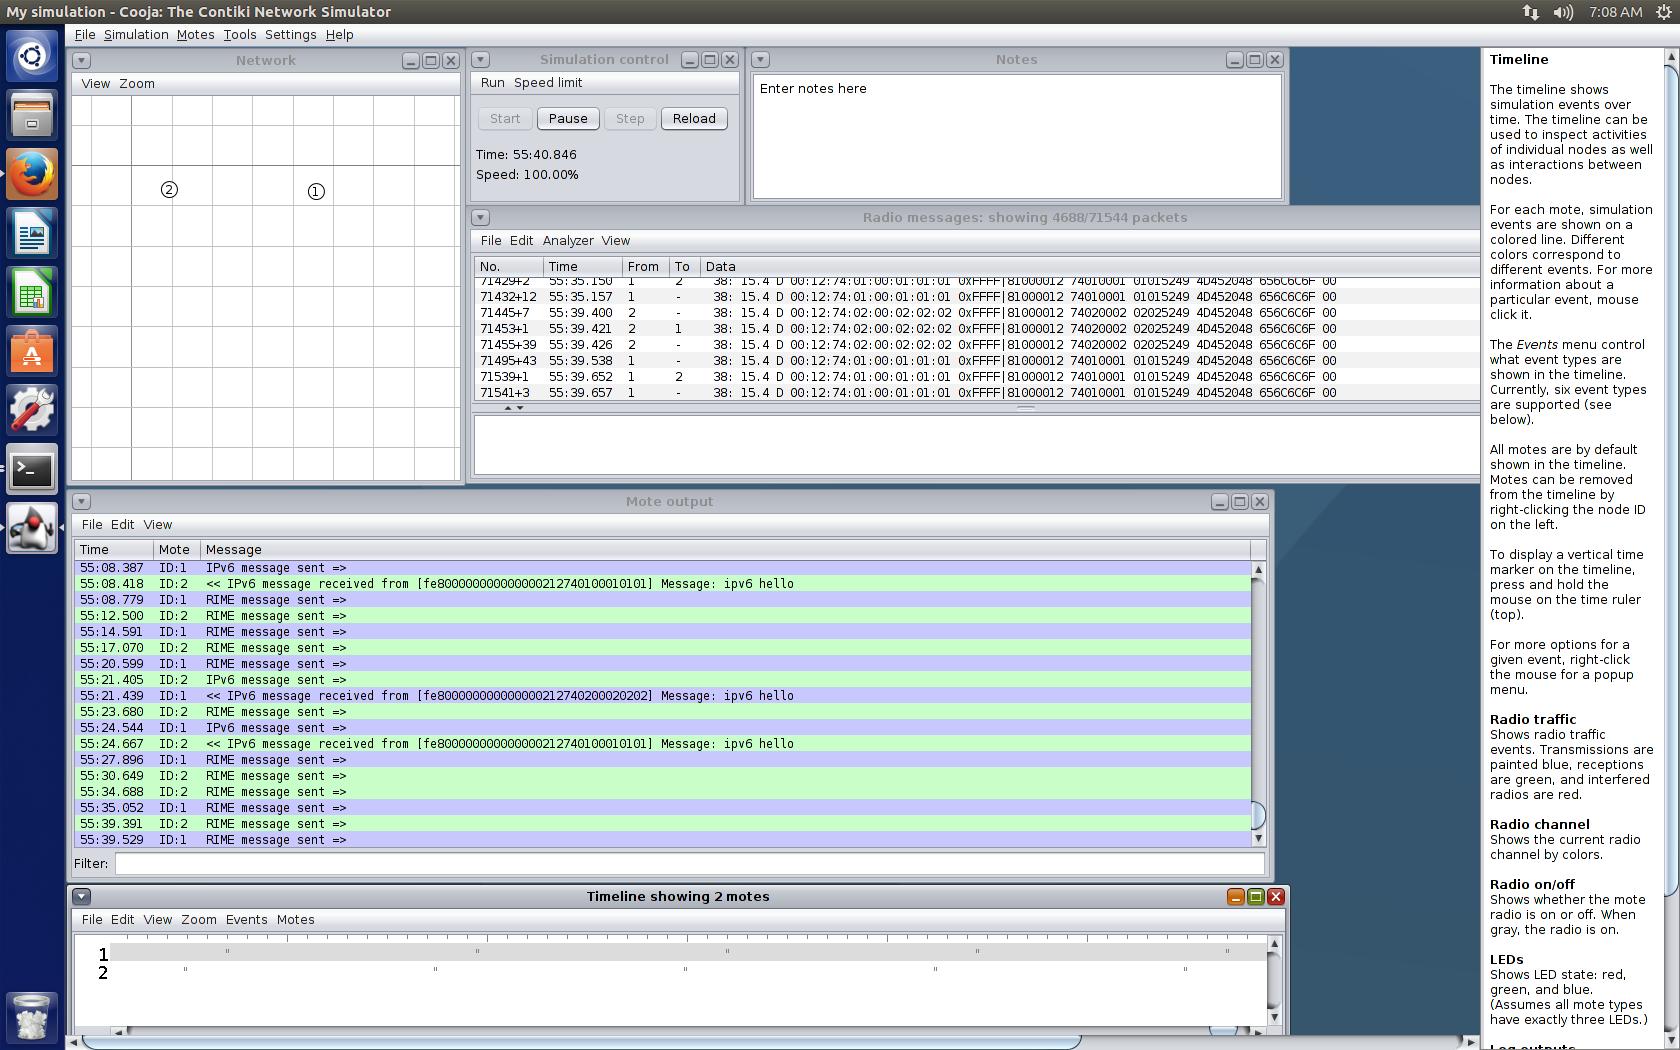 My simulation - Cooja: The Contiki Network Simulator
7:08 AM
File Simulation Motes Tools Settings Help
Network
View Zoom
2
1
Simulation control
Run Speed limit
Start Pause Step Reload
Time: 55:40.846
Speed: 100.00%
Notes
Enter notes here
Radio messages: showing 4688/71544 packets
File Edit Analyzer View
No. Time From To Data
71429+2 55:35.150 1 2 38: 15.4 D 00:12:74:01:00:01:01:01 0xFFFF|81000012 74010001 01015249 4D452048 656C6C6F 00
71432+12 55:35.157 1 - 38: 15.4 D 00:12:74:01:00:01:01:01 0xFFFF|81000012 74010001 01015249 4D452048 656C6C6F 00
71445+7 55:39.400 2 - 38: 15.4 D 00:12:74:02:00:02:02:02 0xFFFF|81000012 74020002 02025249 4D452048 656C6C6F 00
71453+1 55:39.421 2 1 38: 15.4 D 00:12:74:02:00:02:02:02 0xFFFF|81000012 74020002 02025249 4D452048 656C6C6F 00
71455+39 55:39.426 2 - 38: 15.4 D 00:12:74:02:00:02:02:02 0xFFFF|81000012 74020002 02025249 4D452048 656C6C6F 00
71495+43 55:39.538 1 - 38: 15.4 D 00:12:74:01:00:01:01:01 0xFFFF|81000012 74010001 01015249 4D452048 656C6C6F 00
71539+1 55:39.652 1 2 38: 15.4 D 00:12:74:01:00:01:01:01 0xFFFF|81000012 74010001 01015249 4D452048 656C6C6F 00
71541+3 55:39.657 1 - 38: 15.4 D 00:12:74:01:00:01:01:01 0xFFFF|81000012 74010001 01015249 4D452048 656C6C6F 00
Mote output
File Edit View
Time Mote Message
55:08.387 ID:1 IPv6 message sent =>
55:08.418 ID:2 << IPv6 message received from [fe80000000000000021274010001010​1] Message: ipv6 hello
55:08.779 ID:1 RIME message sent =>
55:12.500 ID:2 RIME message sent =>
55:14.591 ID:1 RIME message sent =>
55:17.070 ID:2 RIME message sent =>
55:20.599 ID:1 RIME message sent =>
55:21.405 ID:2 IPv6 message sent =>
55:21.439 ID:1 << IPv6 message received from [fe800000000000000212740200020202] Message: ipv6 hello
55:23.680 ID:2 RIME message sent =>
55:24.544 ID:1 IPv6 message sent =>
55:24.667 ID:2 << IPv6 message received from [fe800000000000000212740100010101] Message: ipv6 hello
55:27.896 ID:1 RIME message sent =>
55:30.649 ID:2 RIME message sent =>
55:34.688 ID:2 RIME message sent =>
55:35.052 ID:1 RIME message sent =>
55:39.391 ID:2 RIME message sent =>
55:39.529 ID:1 RIME message sent =>
Filter:
Timeline showing 2 motes
File Edit View Zoom Events Motes
1
2
Timeline
The timeline shows
simulation events over
time. The timeline can be
used to inspect activities
of individual nodes as well
as interactions between
nodes.
For each mote, simulation
events are shown on a
colored line. Different
colors correspond to
different events. For more
information about a
particular event, mouse
click it.
The Events menu control
what event types are
shown in the timeline.
Currently, six event types
are supported (see
below).
All motes are by default
shown in the timeline.
Motes can be removed
from the timeline by
right-clicking the node ID
on the left.
To display a vertical time
marker on the timeline,
press and hold the
mouse on the time ruler
(top).
For more options for a
given event, right-click
the mouse for a popup
menu.
Radio traffic
Shows radio traffic
events. Transmissions are
painted blue, receptions
are green, and interfered
radios are red.
Radio channel
Shows the current radio
channel by colors.
Radio on/off
Shows whether the mote
radio is on or off. When
gray, the radio is on.
LEDs
Shows LED state: red,
green, and blue.
(Assumes all mote types
have exactly three LEDs.)
Log outputs